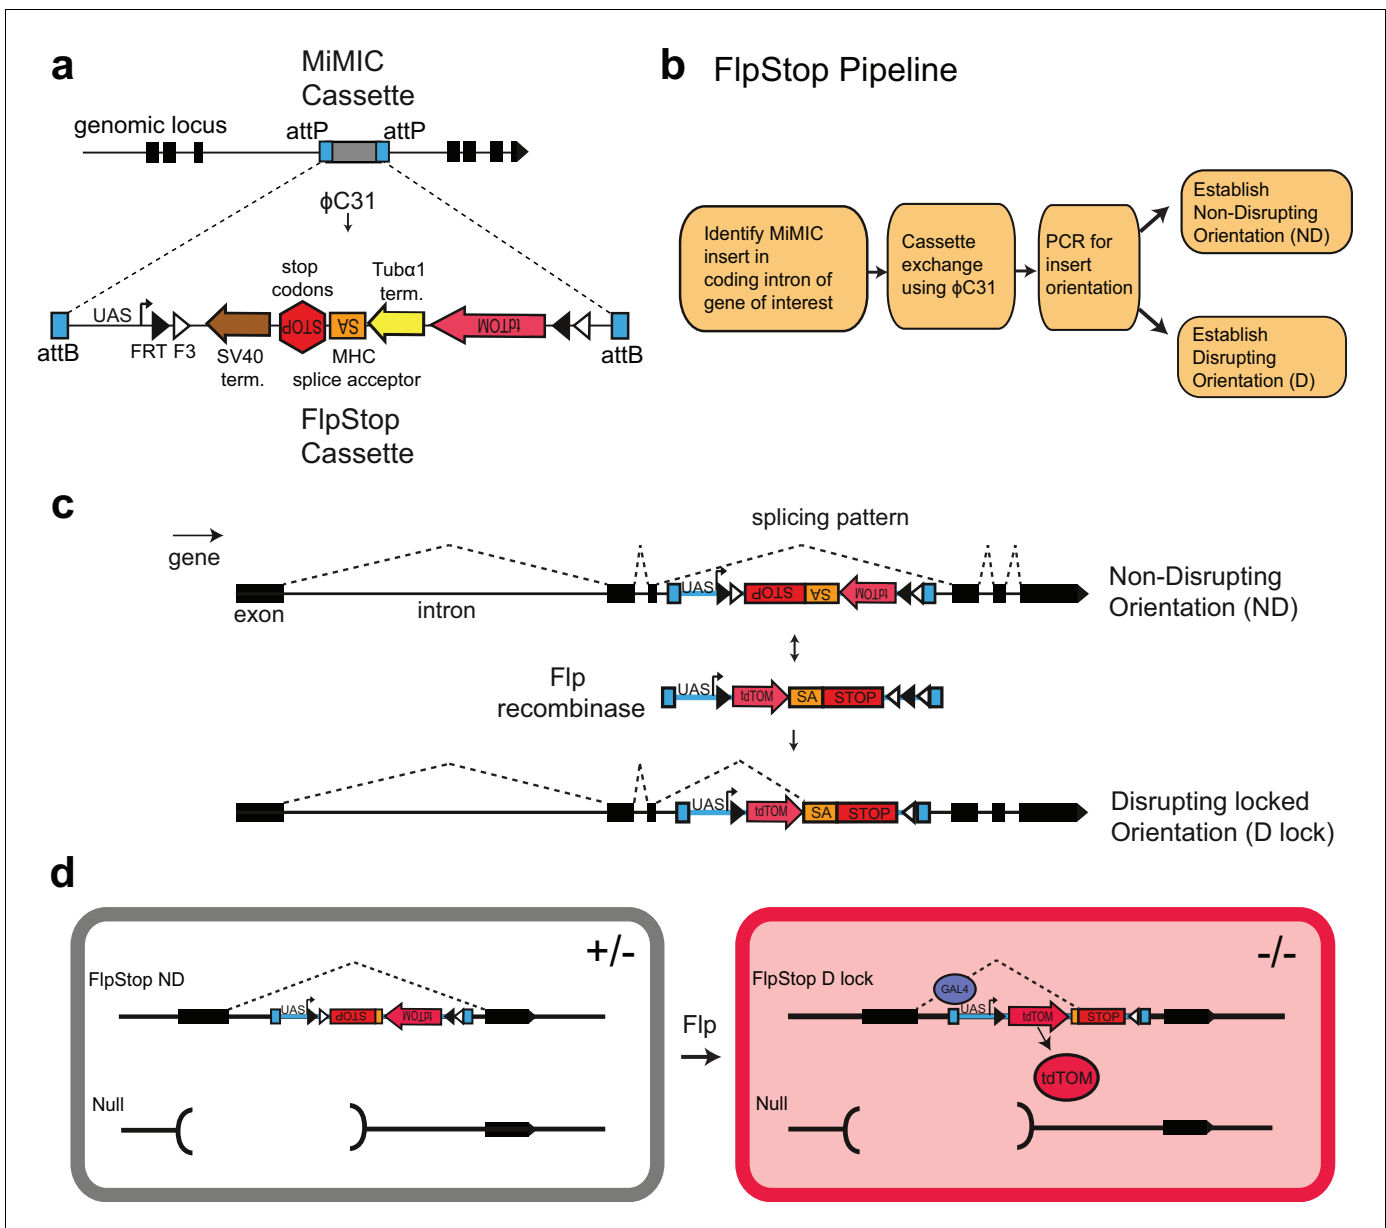 a
MiMIC
Cassette
genomic locus
attP
attP
ϕC31
stop
codons
Tubα1
term.
UAS
STOP
SA
tdTOM
attB
FRT
F3
SV40
term.
MHC
splice acceptor
attB
FlpStop
Cassette
b
FlpStop Pipeline
Identify MiMIC
insert in
coding intron of
gene of interest
Cassette
exchange
using ϕC31
PCR for
insert
orientation
Establish
Non-Disrupting
Orientation (ND)
Establish
Disrupting
Orientation (D)
c
gene
splicing pattern
exon
intron
UAS
STOP
SA
tdTOM
Non-Disrupting
Orientation (ND)
Flp
recombinase
UAS
tdTOM
SA
STOP
UAS
tdTOM
SA
STOP
Disrupting locked
Orientation (D lock)
d
+/-
FlpStop ND
UAS
STOP
tdTOM
Null
Flp
-/-
FlpStop D lock
GAL4
UAS
tdTOM
STOP
tdTOM
Null